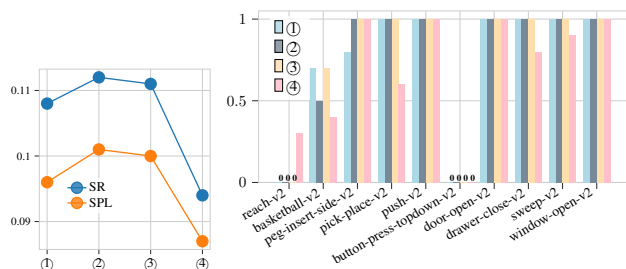 0.11
0.1
0.09
SR
SPL
① ② ③ ④
1
0.5
0
①
②
③
④
0 0 0
0 0 0 0
reach-v2
basketball-v2
peg-insert-side-v2
pick-place-v2
push-v2
button-press-topdown-v2
door-open-v2
drawer-close-v2
sweep-v2
window-open-v2